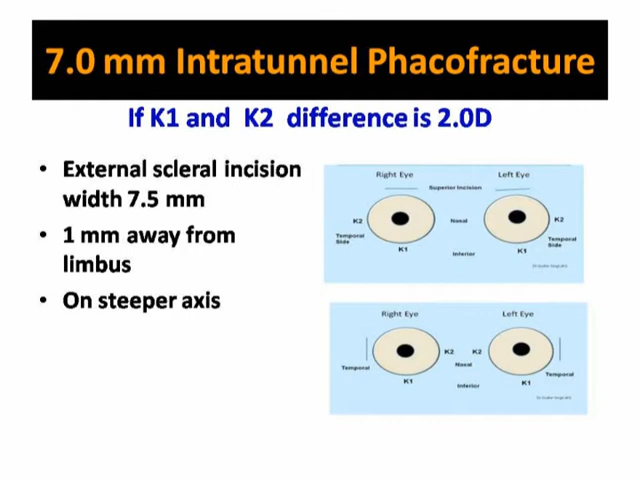 7.0 mm Intratunnel Phacofracture
If K1 and K2 difference is 2.0D
• External scleral incision
width 7.5 mm
• 1 mm away from
limbus
• On steeper axis
Right Eye Left Eye
Superior Incision
K2 Nasal K2
Temporal
Side
Temporal
Side
K1 K1
Inferior
Right Eye Left Eye
K2 K2
Temporal Nasal Temporal
K1 K1
Inferior